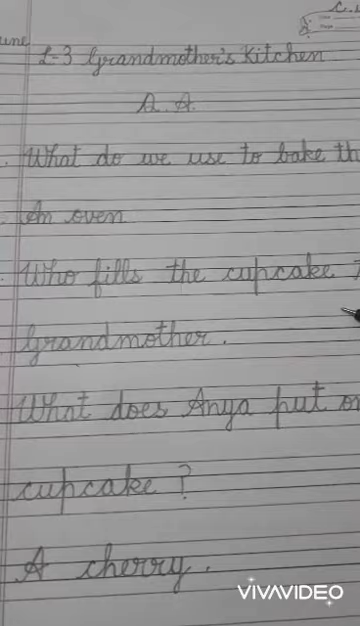 une
L-3 Grandmother's Kitchen
Q. A.
What do we use to bake th
An oven
Who fills the cupcake
Grandmother.
What does Anya put on
cupcake ?
A cherry.
VIVAVIDEO